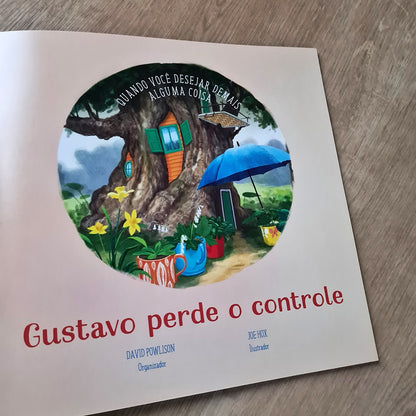 QUANDO VOCÊ DESEJAR DEMAIS
ALGUMA COISA
Gustavo perde o controle
DAVID POWLISON
Organizador
JOE HOX
Ilustrador